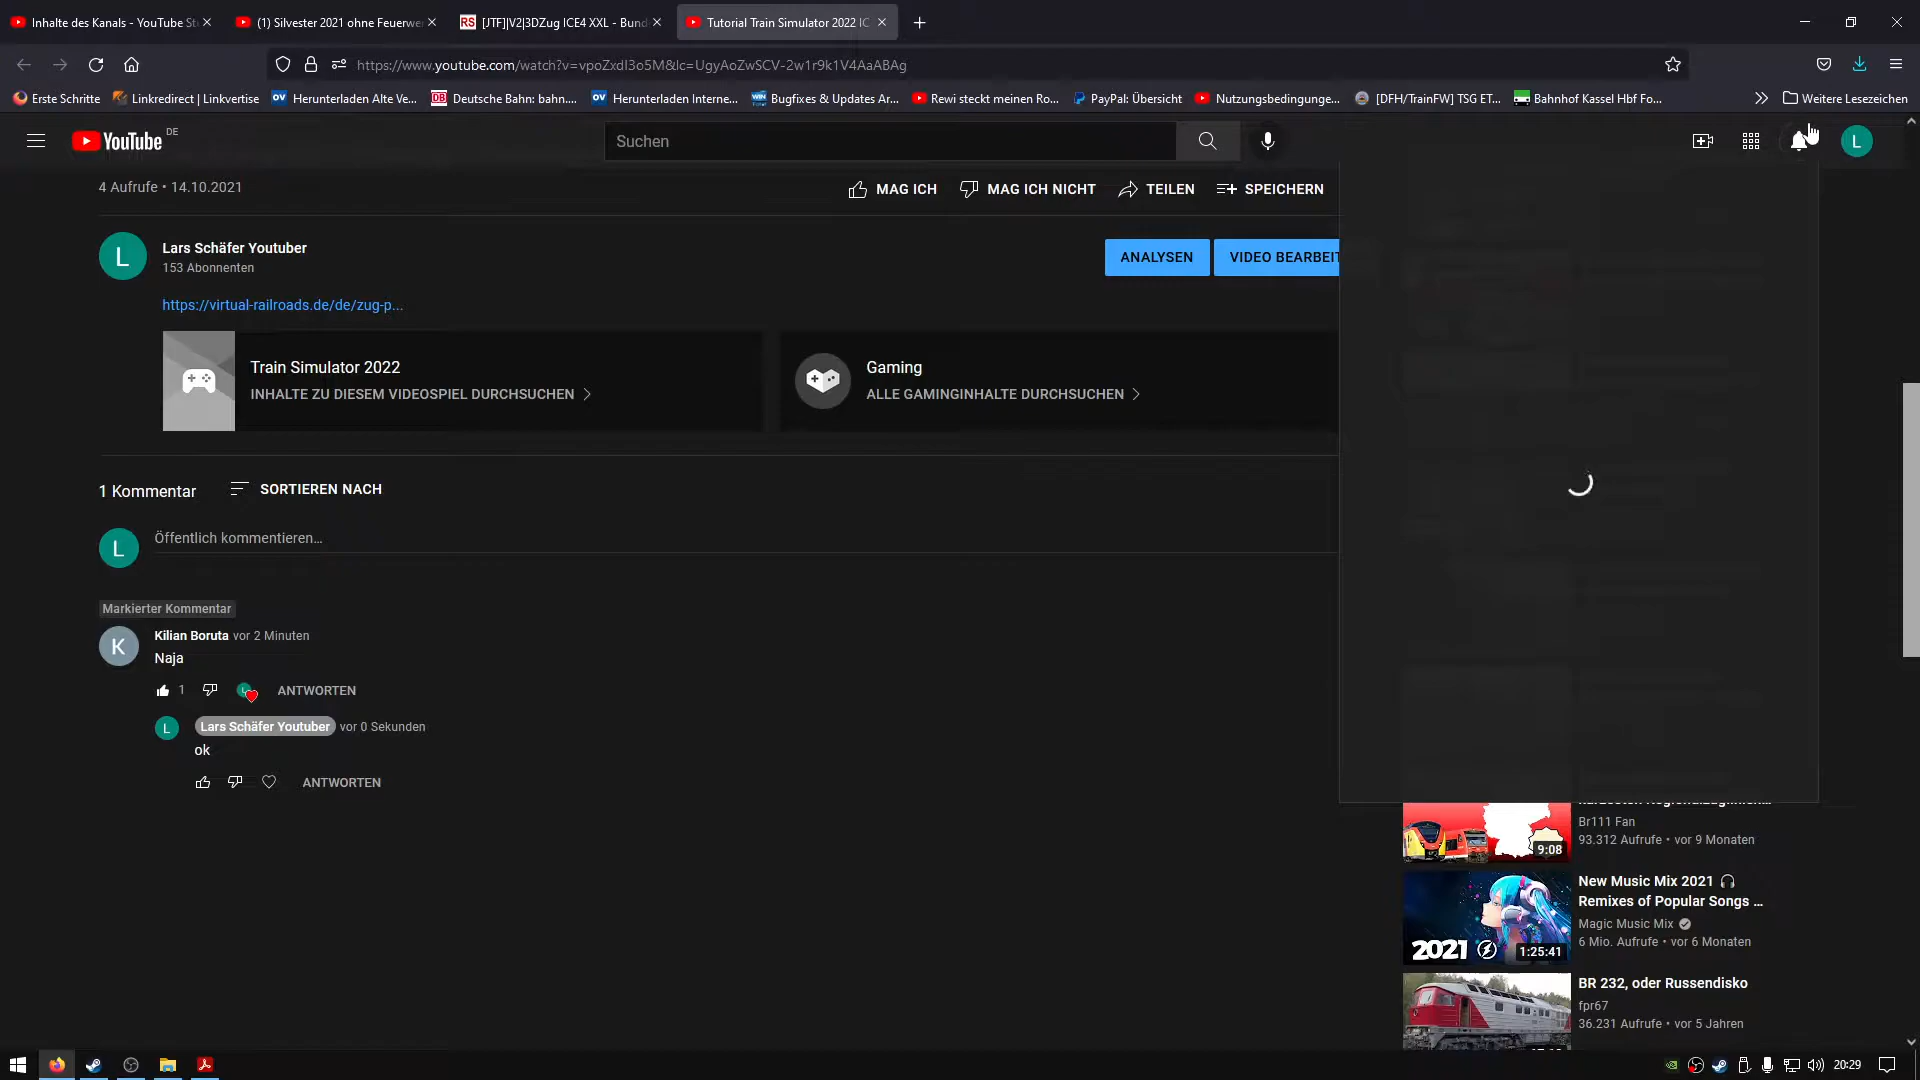 Inhalte des Kanals - YouTube St
(1) Silvester 2021 ohne Feuerwe
RS [JTF]|V2|3DZug ICE4 XXL - Bund
Tutorial Train Simulator 2022 IC
https://www.youtube.com/watch?v=vpoZxdI3o5M&lc=UgyAoZwSCV-2w1r9k1V4AaABAg
Erste Schritte
Linkredirect | Linkvertise
OV Herunterladen Alte Ve...
DB Deutsche Bahn: bahn....
OV Herunterladen Interne...
WIN Bugfixes & Updates Ar...
Rewi steckt meinen Ro...
PayPal: Übersicht
Nutzungsbedingunge...
[DFH/TrainFW] TSG ET...
Bahnhof Kassel Hbf Fo...
Weitere Lesezeichen
YouTube DE
Suchen
L
4 Aufrufe • 14.10.2021
MAG ICH
MAG ICH NICHT
TEILEN
SPEICHERN
L
Lars Schäfer Youtuber
153 Abonnenten
ANALYSEN
VIDEO BEARBEIT
https://virtual-railroads.de/de/zug-p...
Train Simulator 2022
INHALTE ZU DIESEM VIDEOSPIEL DURCHSUCHEN
Gaming
ALLE GAMINGINHALTE DURCHSUCHEN
1 Kommentar
SORTIEREN NACH
L
Öffentlich kommentieren...
Markierter Kommentar
K
Kilian Boruta vor 2 Minuten
Naja
1
ANTWORTEN
L
Lars Schäfer Youtuber vor 0 Sekunden
ok
ANTWORTEN
Br111 Fan
93.312 Aufrufe • vor 9 Monaten
9:08
New Music Mix 2021
Remixes of Popular Songs ...
Magic Music Mix
6 Mio. Aufrufe • vor 6 Monaten
2021
1:25:41
BR 232, oder Russendisko
fpr67
36.231 Aufrufe • vor 5 Jahren
20:29